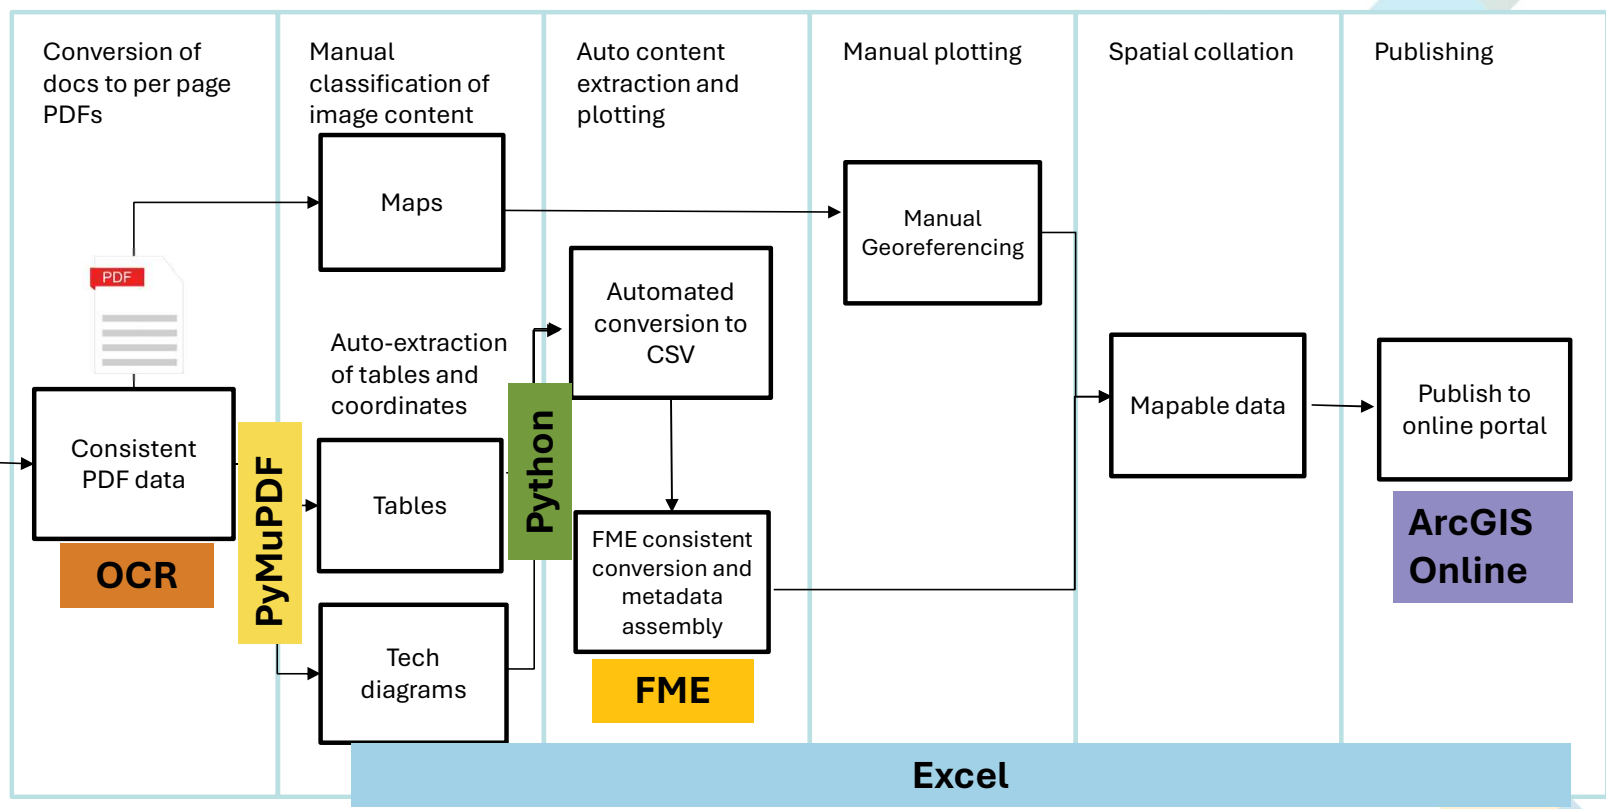 Conversion of
docs to per page
PDFs
Manual
classification of
image content
Auto content
extraction and
plotting
Manual plotting
Spatial collation
Publishing
Maps
Manual
Georeferencing
PDF
Automated
conversion to
CSV
Auto-extraction
of tables and
coordinates
Consistent
PDF data
OCR
PyMuPDF
Tables
Python
Tech
diagrams
FME consistent
conversion and
metadata
assembly
FME
Mapable data
Publish to
online portal
ArcGIS
Online
Excel